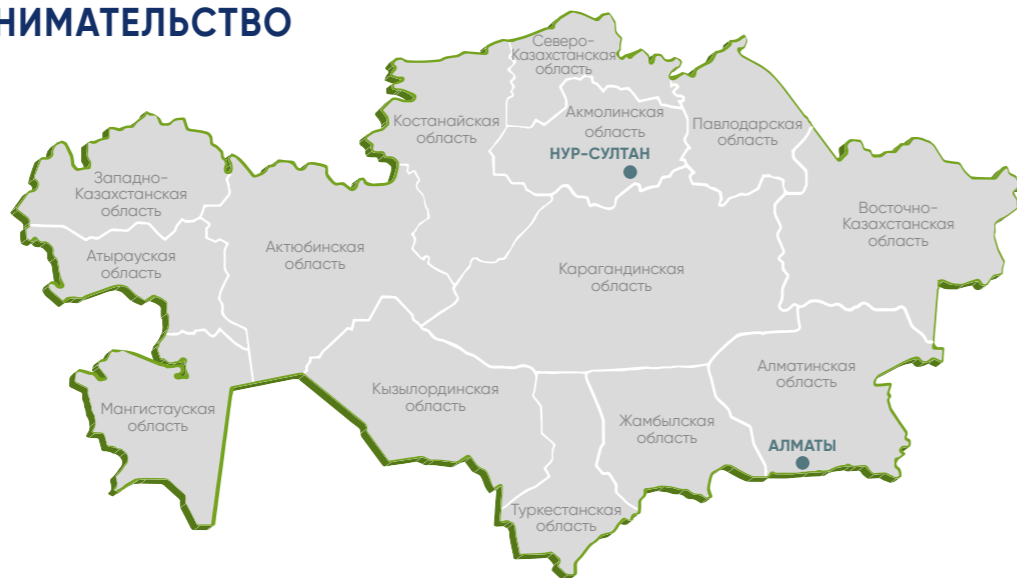 НИМАТЕЛЬСТВО
Северо-
Казахстанская
область
Костанайская
область
Акмолинская
область
НУР-СУЛТАН
Павлодарская
область
Западно-
Казахстанская
область
Восточно-
Казахстанская
область
Атырауская
область
Актюбинская
область
Карагандинская
область
Мангистауская
область
Кызылординская
область
Жамбылская
область
Алматинская
область
АЛМАТЫ
Туркестанская
область